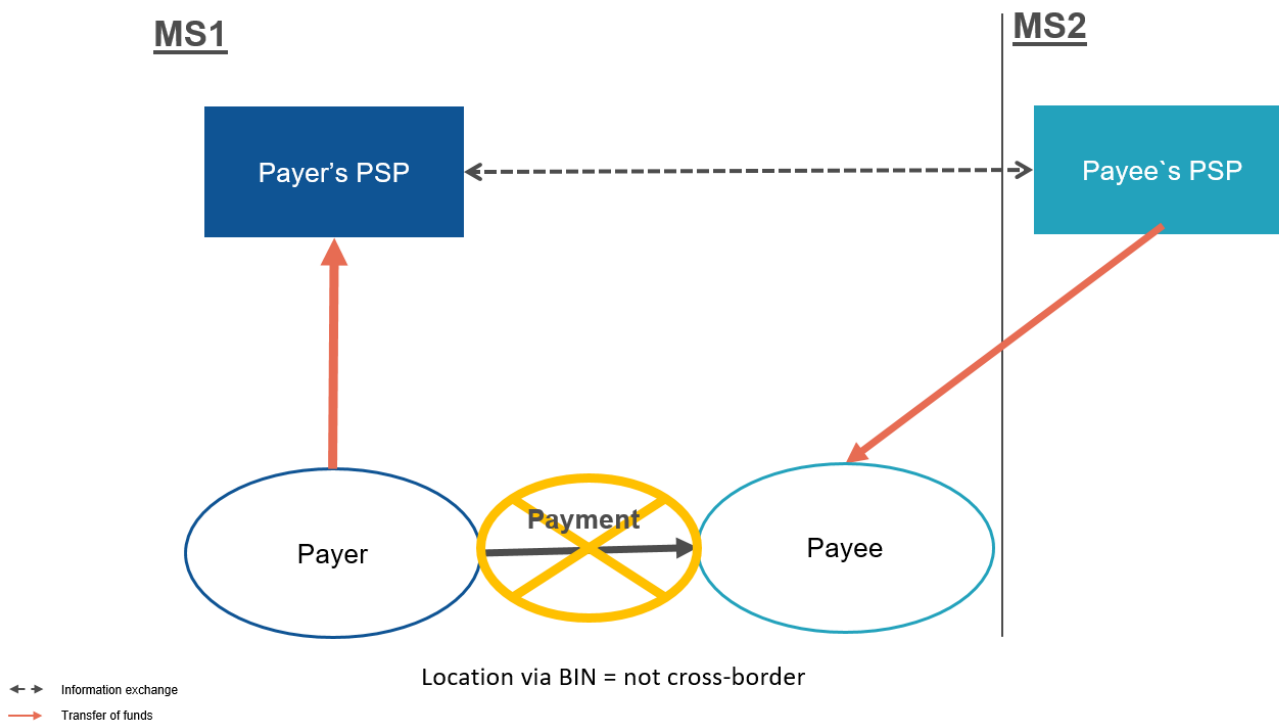 MS1
MS2
Payer’s PSP
Payee`s PSP
Payment
Payer
Payee
Location via BIN = not cross-border
Information exchange
Transfer of funds